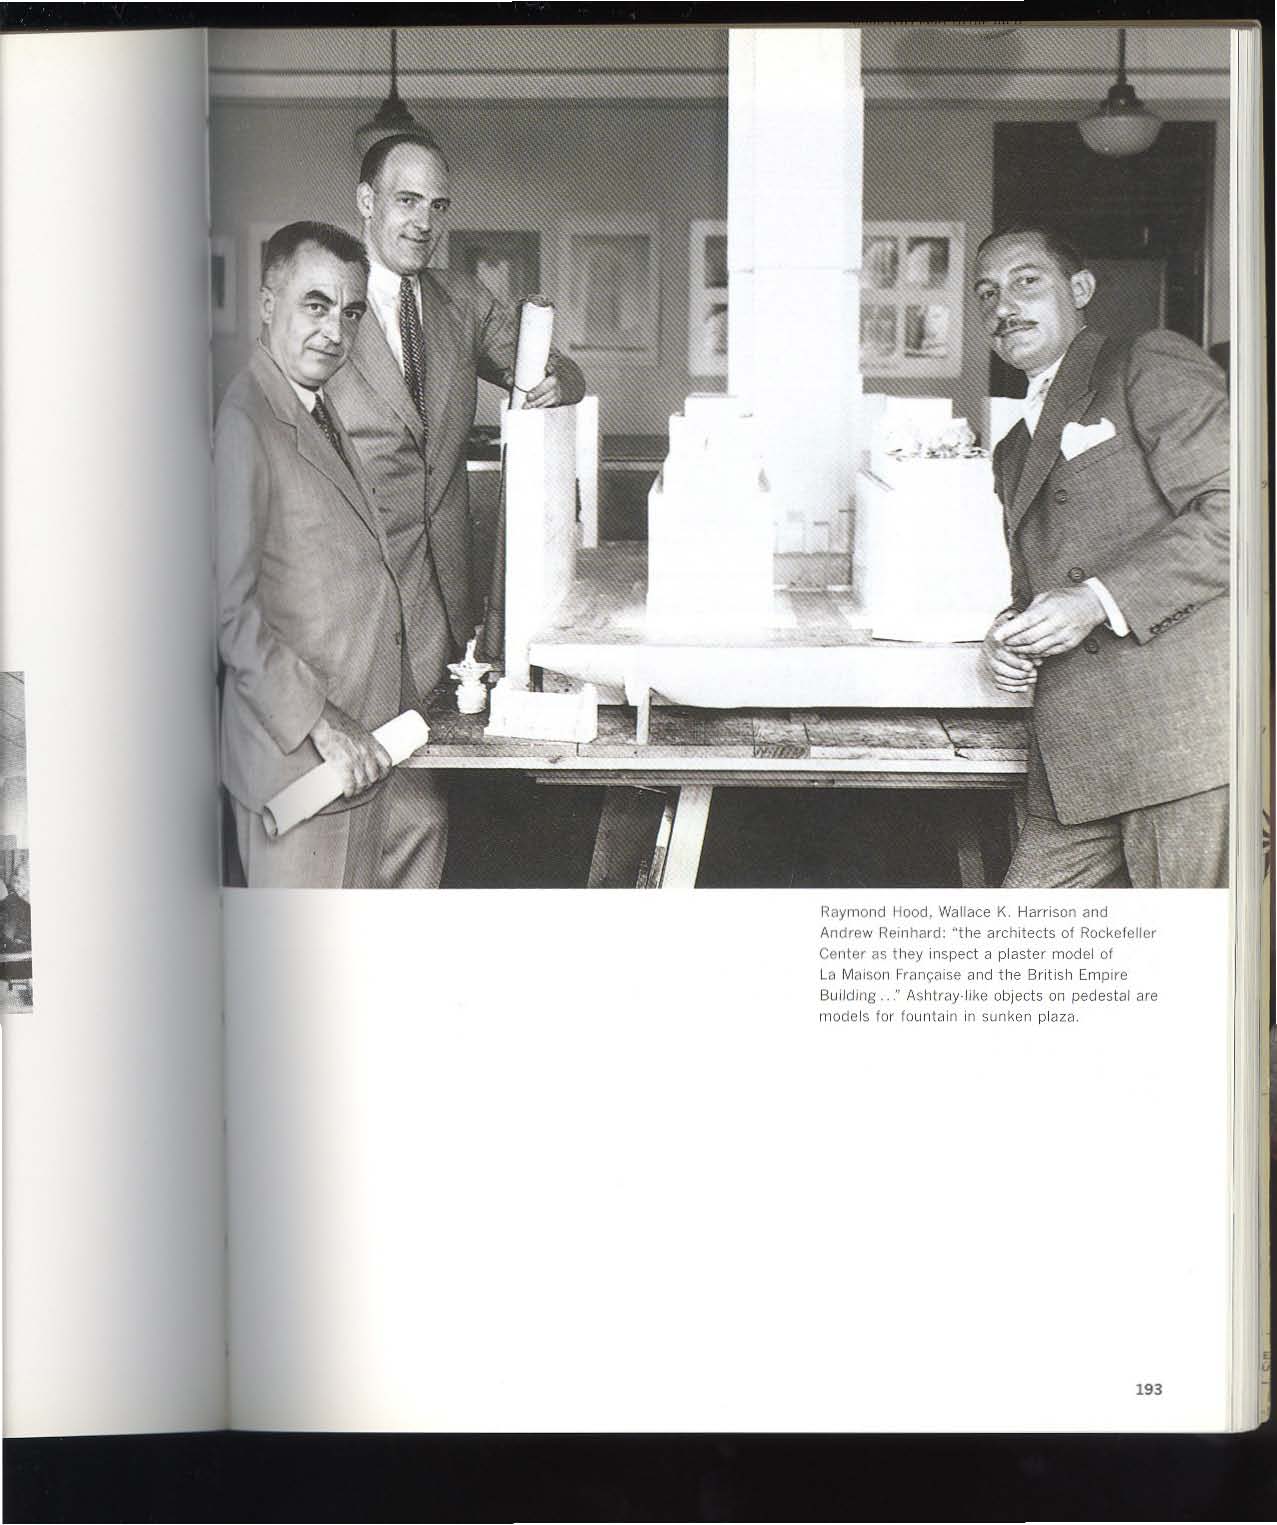 Raymond Hood, Wallace K. Harrison and
Andrew Reinhard: “the architects of Rockefeller
Center as they inspect a plaster model of
La Maison Française and the British Empire
Building ...” Ashtray-like objects on pedestal are
models for fountain in sunken plaza.
193